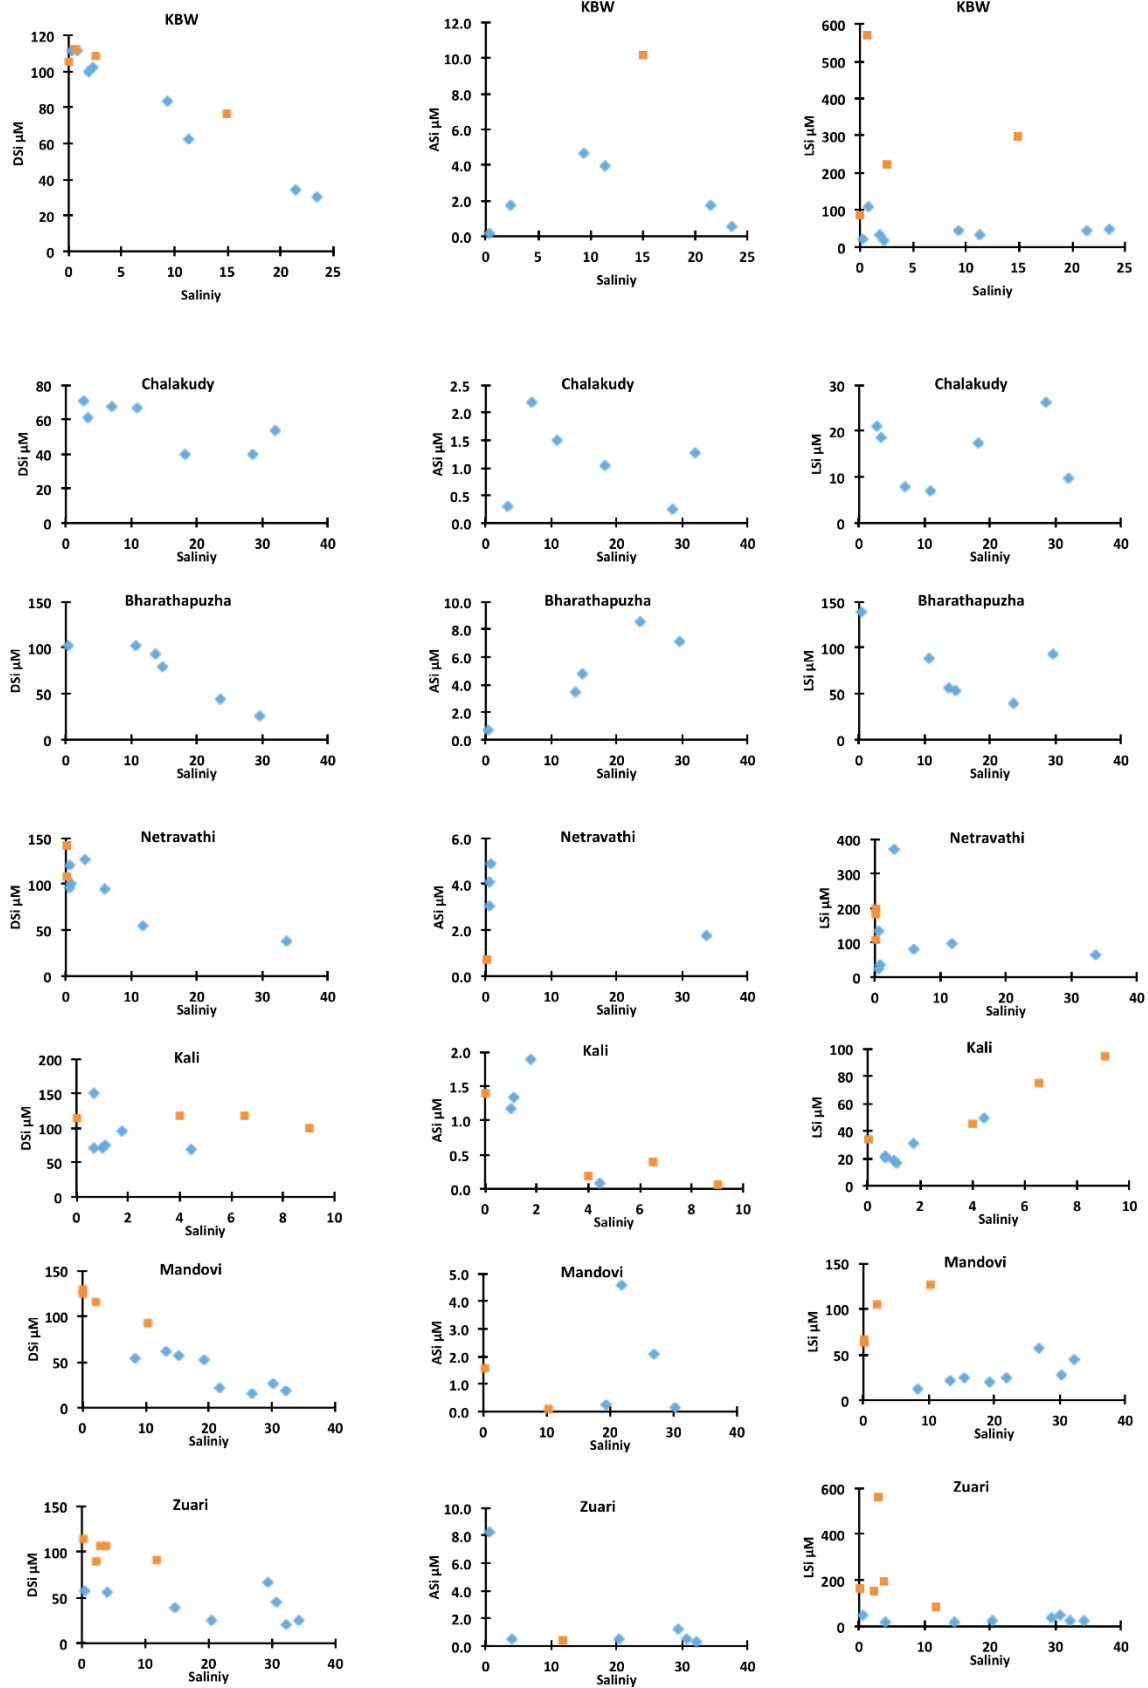 KBW
120
100
80
60
40
20
0
DSi µM
0 5 10 15 20 25
Saliniy
KBW
12.0
10.0
8.0
6.0
4.0
2.0
0.0
ASi µM
0 5 10 15 20 25
Saliniy
KBW
600
500
400
300
200
100
0
LSi µM
0 5 10 15 20 25
Saliniy
Chalakudy
80
60
40
20
0
DSi µM
0 10 20 30 40
Saliniy
Chalakudy
2.5
2.0
1.5
1.0
0.5
0.0
ASi µM
0 10 20 30 40
Saliniy
Chalakudy
30
20
10
0
LSi µM
0 10 20 30 40
Saliniy
Bharathapuzha
150
100
50
0
DSi µM
0 10 20 30 40
Saliniy
Bharathapuzha
10.0
8.0
6.0
4.0
2.0
0.0
ASi µM
0 10 20 30 40
Saliniy
Bharathapuzha
150
100
50
0
LSi µM
0 10 20 30 40
Saliniy
Netravathi
150
100
50
0
DSi µM
0 10 20 30 40
Saliniy
Netravathi
6.0
4.0
2.0
0.0
ASi µM
0 10 20 30 40
Saliniy
Netravathi
400
300
200
100
0
LSi µM
0 10 20 30 40
Saliniy
Kali
200
150
100
50
0
DSi µM
0 2 4 6 8 10
Saliniy
Kali
2.0
1.5
1.0
0.5
0.0
ASi µM
0 2 4 6 8 10
Saliniy
Kali
100
80
60
40
20
0
LSi µM
0 2 4 6 8 10
Saliniy
Mandovi
150
100
50
0
DSi µM
0 10 20 30 40
Saliniy
Mandovi
5.0
4.0
3.0
2.0
1.0
0.0
ASi µM
0 10 20 30 40
Saliniy
Mandovi
150
100
50
0
LSi µM
0 10 20 30 40
Saliniy
Zuari
150
100
50
0
DSi µM
0 10 20 30 40
Saliniy
Zuari
10.0
8.0
6.0
4.0
2.0
0.0
ASi µM
0 10 20 30 40
Saliniy
Zuari
600
400
200
0
LSi µM
0 10 20 30 40
Saliniy